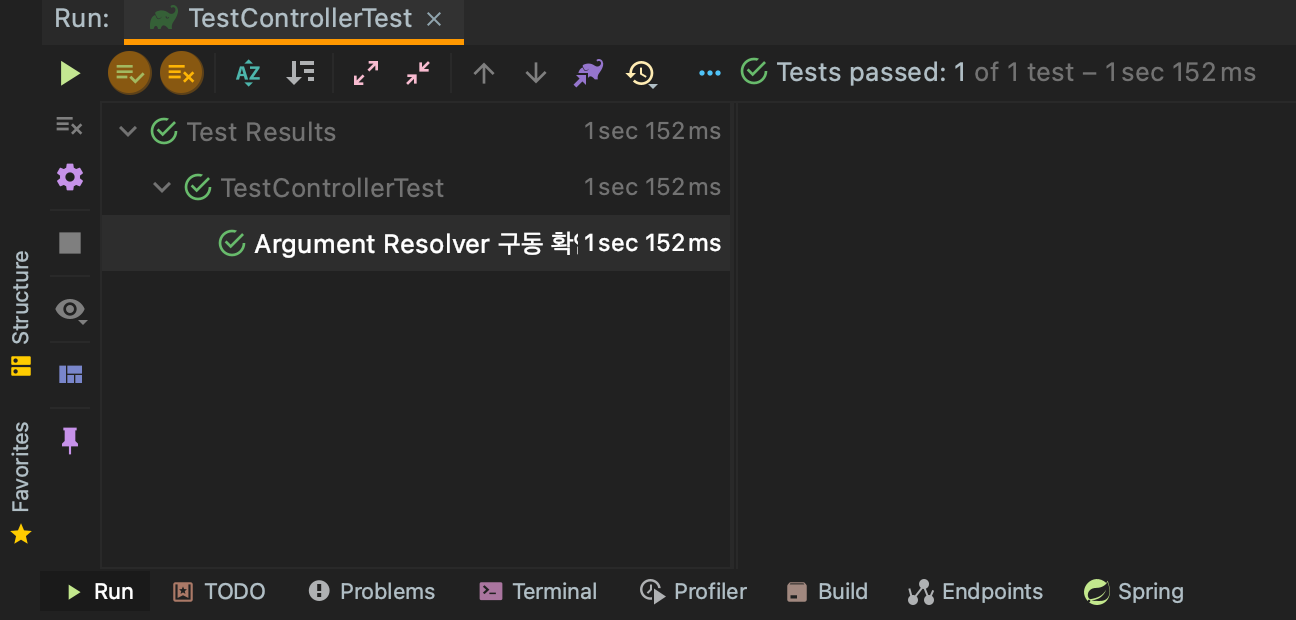 Run: TestControllerTest
Tests passed: 1 of 1 test – 1 sec 152 ms
Test Results 1 sec 152 ms
TestControllerTest 1 sec 152 ms
Argument Resolver 구동 1 sec 152 ms
Structure
Favorites
Run TODO Problems Terminal Profiler Build Endpoints Spring